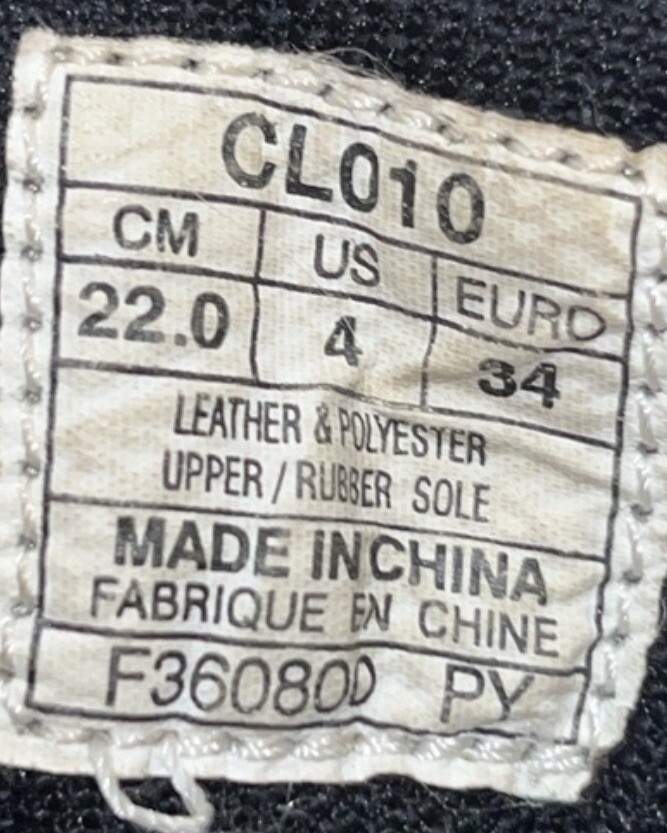 CL010
CM US EURO
22.0 4 34
LEATHER & POLYESTER
UPPER / RUBBER SOLE
MADE IN CHINA
FABRIQUE EN CHINE
F36080D PY